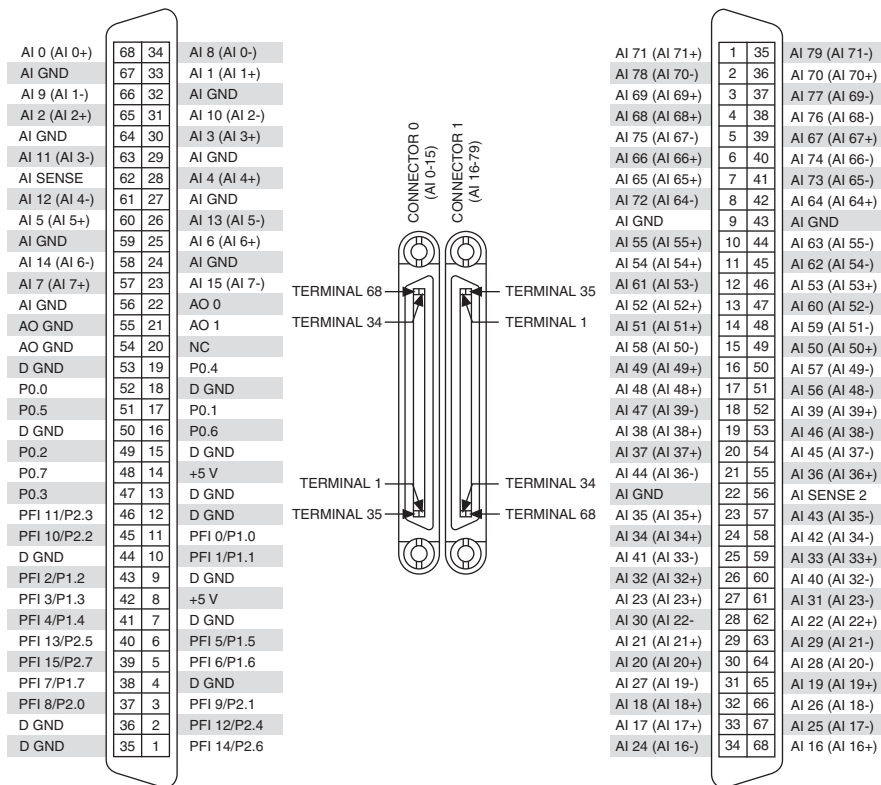 AI 0 (AI 0+) 68 34 AI 8 (AI 0-)
AI GND 67 33 AI 1 (AI 1+)
AI 9 (AI 1-) 66 32 AI GND
AI 2 (AI 2+) 65 31 AI 10 (AI 2-)
AI GND 64 30 AI 3 (AI 3+)
AI 11 (AI 3-) 63 29 AI GND
AI SENSE 62 28 AI 4 (AI 4+)
AI 12 (AI 4-) 61 27 AI GND
AI 5 (AI 5+) 60 26 AI 13 (AI 5-)
AI GND 59 25 AI 6 (AI 6+)
AI 14 (AI 6-) 58 24 AI GND
AI 7 (AI 7+) 57 23 AI 15 (AI 7-)
AI GND 56 22 AO 0
AO GND 55 21 AO 1
AO GND 54 20 NC
D GND 53 19 P0.4
P0.0 52 18 D GND
P0.5 51 17 P0.1
D GND 50 16 P0.6
P0.2 49 15 D GND
P0.7 48 14 +5 V
P0.3 47 13 D GND
PFI 11/P2.3 46 12 D GND
PFI 10/P2.2 45 11 PFI 0/P1.0
D GND 44 10 PFI 1/P1.1
PFI 2/P1.2 43 9 D GND
PFI 3/P1.3 42 8 +5 V
PFI 4/P1.4 41 7 D GND
PFI 13/P2.5 40 6 PFI 5/P1.5
PFI 15/P2.7 39 5 PFI 6/P1.6
PFI 7/P1.7 38 4 D GND
PFI 8/P2.0 37 3 PFI 9/P2.1
D GND 36 2 PFI 12/P2.4
D GND 35 1 PFI 14/P2.6
CONNECTOR 0
(AI 0-15)
CONNECTOR 1
(AI 16-79)
TERMINAL 68
TERMINAL 35
TERMINAL 34
TERMINAL 1
TERMINAL 1
TERMINAL 34
TERMINAL 35
TERMINAL 68
AI 71 (AI 71+) 1 35 AI 79 (AI 71-)
AI 78 (AI 70-) 2 36 AI 70 (AI 70+)
AI 69 (AI 69+) 3 37 AI 77 (AI 69-)
AI 68 (AI 68+) 4 38 AI 76 (AI 68-)
AI 75 (AI 67-) 5 39 AI 67 (AI 67+)
AI 66 (AI 66+) 6 40 AI 74 (AI 66-)
AI 65 (AI 65+) 7 41 AI 73 (AI 65-)
AI 72 (AI 64-) 8 42 AI 64 (AI 64+)
AI GND 9 43 AI GND
AI 55 (AI 55+) 10 44 AI 63 (AI 55-)
AI 54 (AI 54+) 11 45 AI 62 (AI 54-)
AI 61 (AI 53-) 12 46 AI 53 (AI 53+)
AI 52 (AI 52+) 13 47 AI 60 (AI 52-)
AI 51 (AI 51+) 14 48 AI 59 (AI 51-)
AI 58 (AI 50-) 15 49 AI 50 (AI 50+)
AI 49 (AI 49+) 16 50 AI 57 (AI 49-)
AI 48 (AI 48+) 17 51 AI 56 (AI 48-)
AI 47 (AI 39-) 18 52 AI 39 (AI 39+)
AI 38 (AI 38+) 19 53 AI 46 (AI 38-)
AI 37 (AI 37+) 20 54 AI 45 (AI 37-)
AI 44 (AI 36-) 21 55 AI 36 (AI 36+)
AI GND 22 56 AI SENSE 2
AI 35 (AI 35+) 23 57 AI 43 (AI 35-)
AI 34 (AI 34+) 24 58 AI 42 (AI 34-)
AI 41 (AI 33-) 25 59 AI 33 (AI 33+)
AI 32 (AI 32+) 26 60 AI 40 (AI 32-)
AI 23 (AI 23+) 27 61 AI 31 (AI 23-)
AI 30 (AI 22- 28 62 AI 22 (AI 22+)
AI 21 (AI 21+) 29 63 AI 29 (AI 21-)
AI 20 (AI 20+) 30 64 AI 28 (AI 20-)
AI 27 (AI 19-) 31 65 AI 19 (AI 19+)
AI 18 (AI 18+) 32 66 AI 26 (AI 18-)
AI 17 (AI 17+) 33 67 AI 25 (AI 17-)
AI 24 (AI 16-) 34 68 AI 16 (AI 16+)